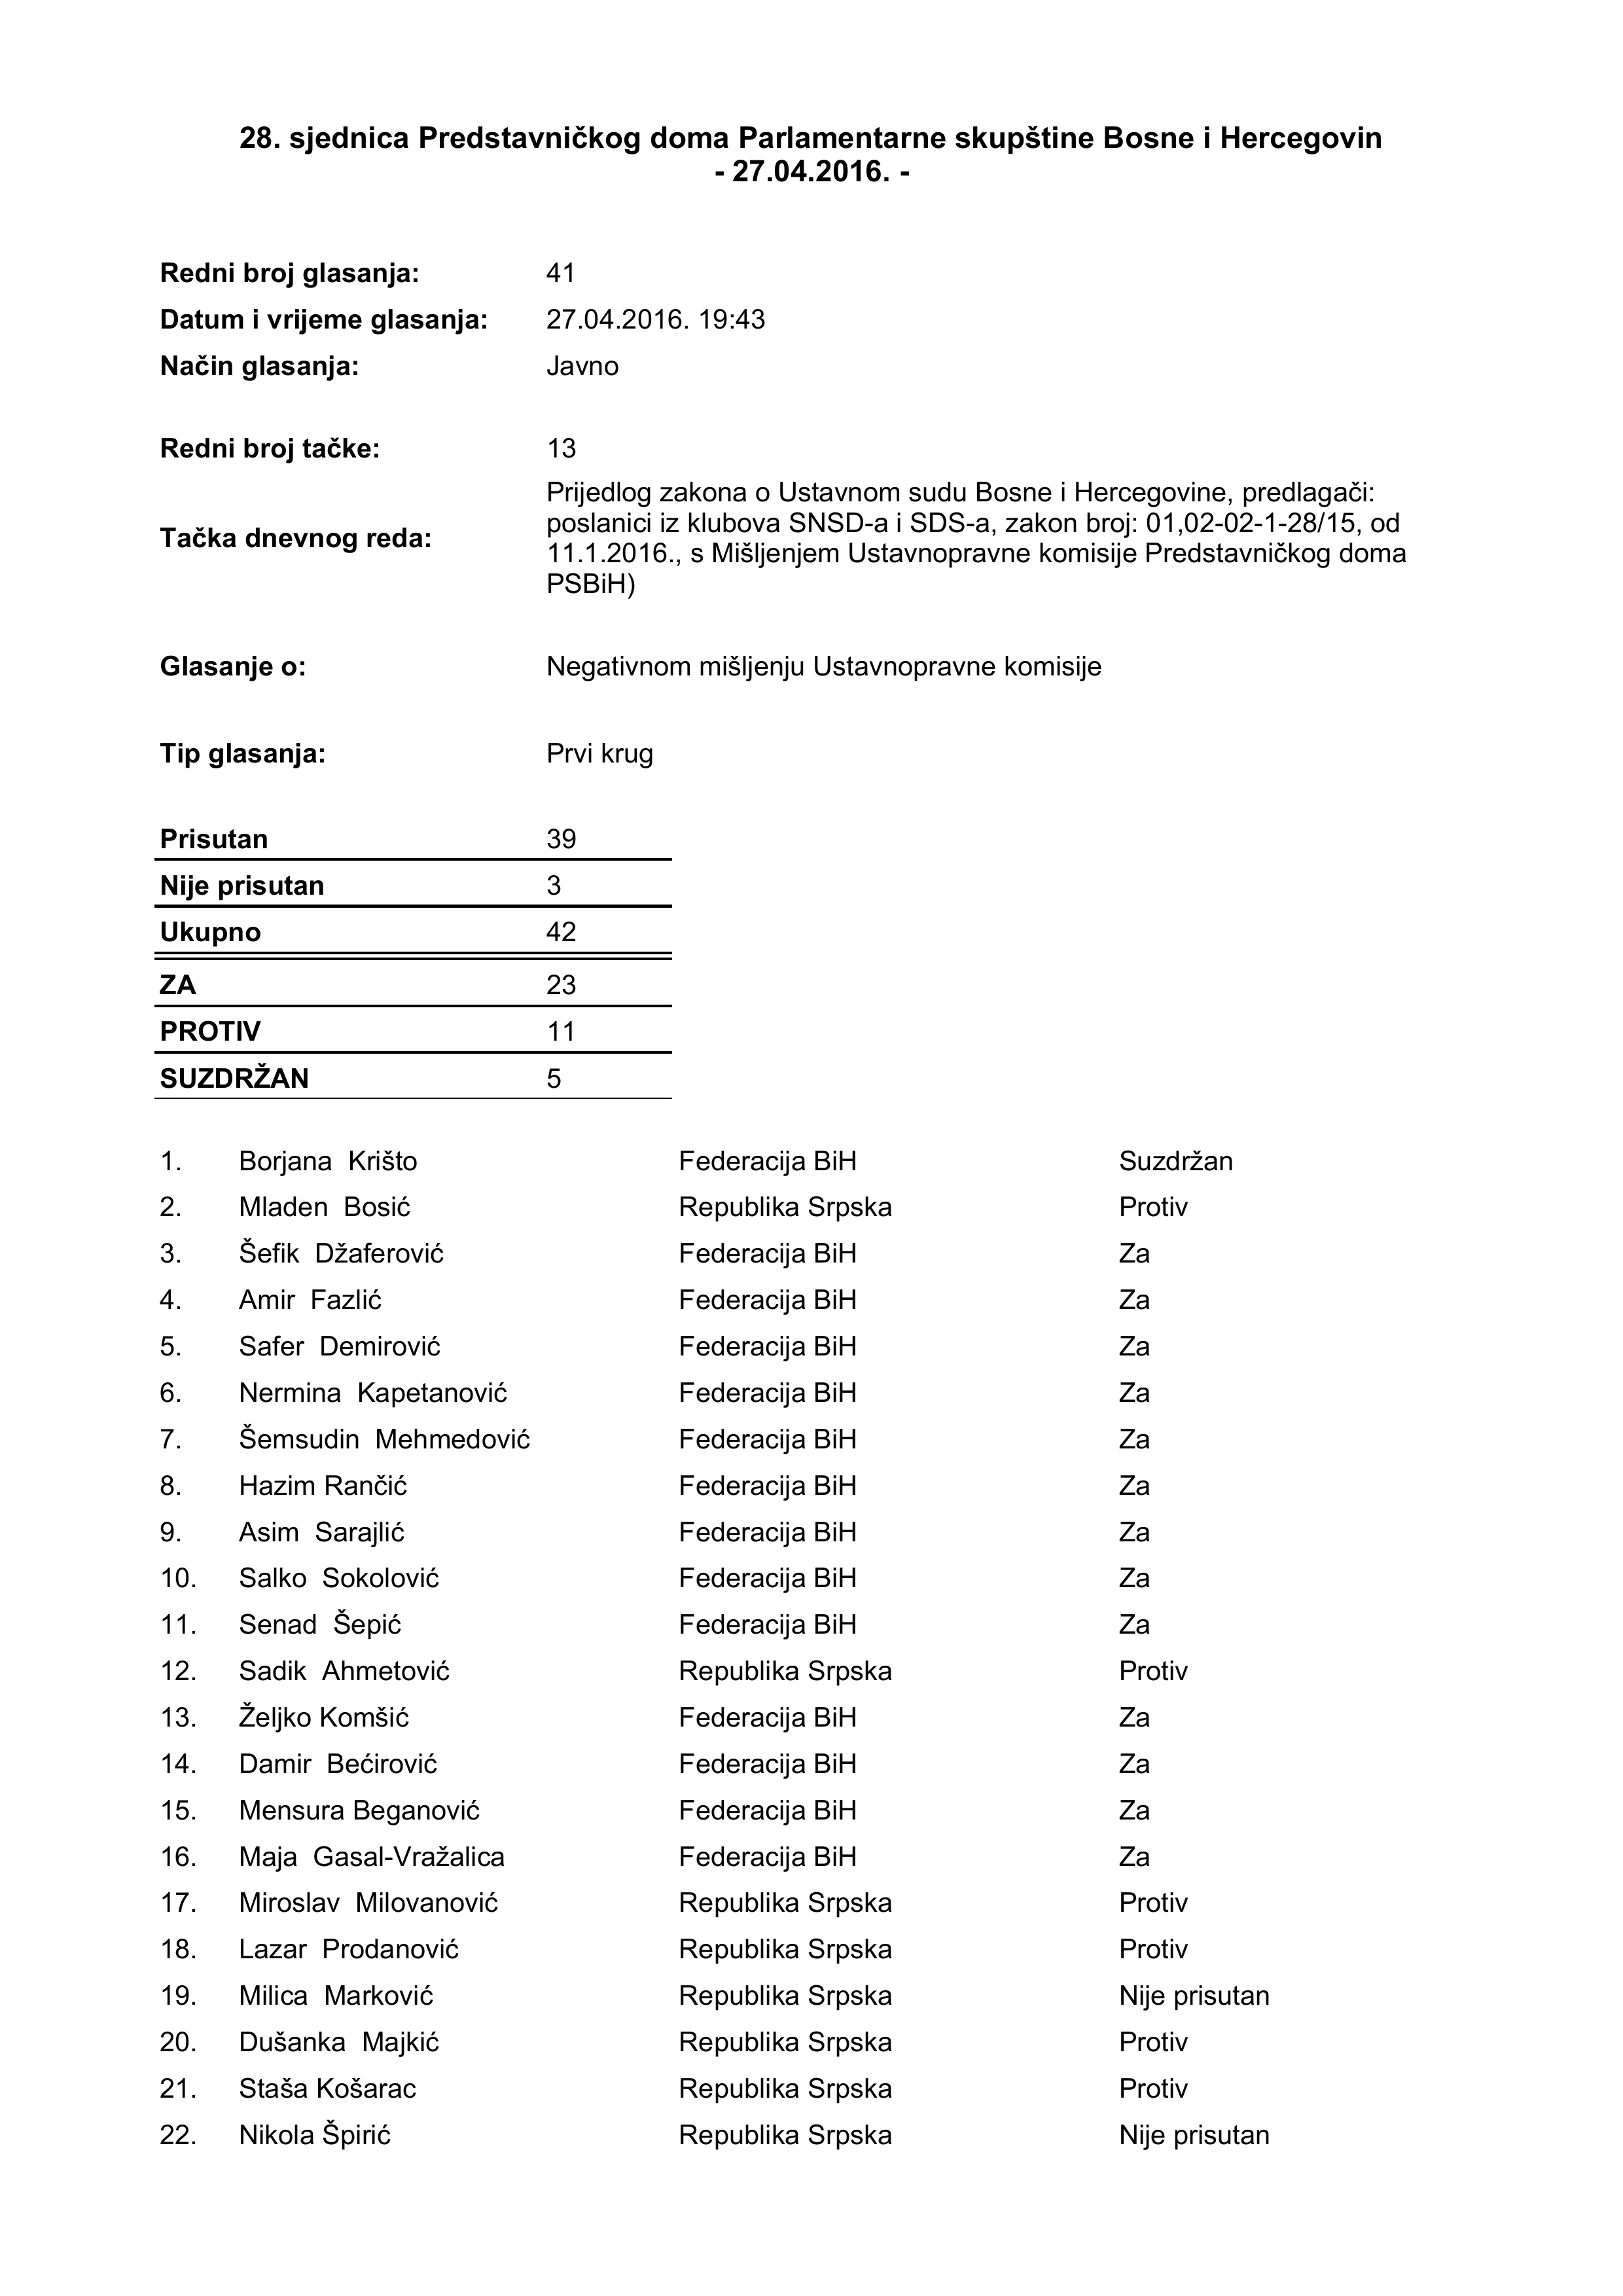 28. sjednica Predstavničkog doma Parlamentarne skupštine Bosne i Hercegovin
- 27.04.2016. -
Redni broj glasanja: 41
Datum i vrijeme glasanja: 27.04.2016. 19:43
Način glasanja: Javno
Redni broj tačke: 13
Tačka dnevnog reda: Prijedlog zakona o Ustavnom sudu Bosne i Hercegovine, predlagači:
poslanici iz klubova SNSD-a i SDS-a, zakon broj: 01,02-02-1-28/15, od
11.1.2016., s Mišljenjem Ustavnopravne komisije Predstavničkog doma
PSBiH)
Glasanje o: Negativnom mišljenju Ustavnopravne komisije
Tip glasanja: Prvi krug
Prisutan 39
Nije prisutan 3
Ukupno 42
ZA 23
PROTIV 11
SUZDRŽAN 5
1. Borjana Krišto Federacija BiH Suzdržan
2. Mladen Bosić Republika Srpska Protiv
3. Šefik Džaferović Federacija BiH Za
4. Amir Fazlić Federacija BiH Za
5. Safer Demirović Federacija BiH Za
6. Nermina Kapetanović Federacija BiH Za
7. Šemsudin Mehmedović Federacija BiH Za
8. Hazim Rančić Federacija BiH Za
9. Asim Sarajlić Federacija BiH Za
10. Salko Sokolović Federacija BiH Za
11. Senad Šepić Federacija BiH Za
12. Sadik Ahmetović Republika Srpska Protiv
13. Željko Komšić Federacija BiH Za
14. Damir Bećirović Federacija BiH Za
15. Mensura Beganović Federacija BiH Za
16. Maja Gasal-Vražalica Federacija BiH Za
17. Miroslav Milovanović Republika Srpska Protiv
18. Lazar Prodanović Republika Srpska Protiv
19. Milica Marković Republika Srpska Nije prisutan
20. Dušanka Majkić Republika Srpska Protiv
21. Staša Košarac Republika Srpska Protiv
22. Nikola Špirić Republika Srpska Nije prisutan